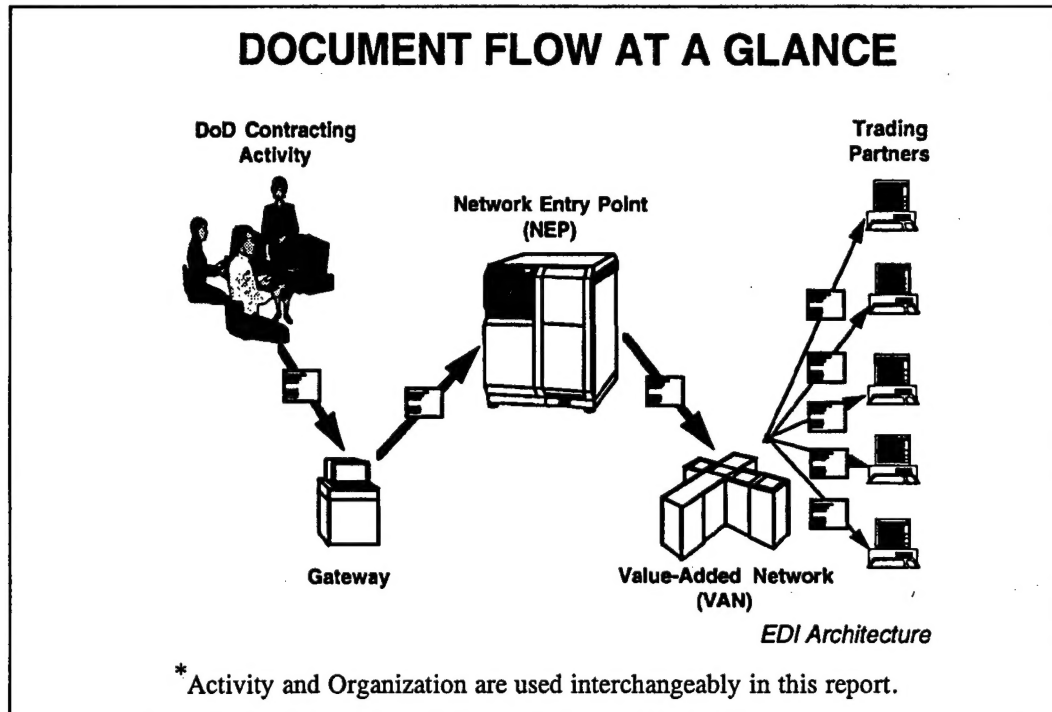 DOCUMENT FLOW AT A GLANCE
DoD Contracting
Activity
Trading
Partners
Network Entry Point
(NEP)
Gateway
Value-Added Network
(VAN)
EDI Architecture
*Activity and Organization are used interchangeably in this report.